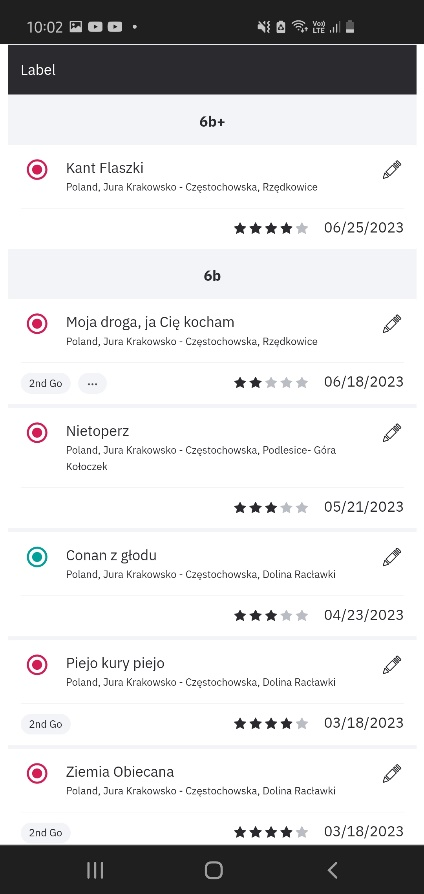 10:02
Vo)) LTE
Label
6b+
Kant Flaszki
Poland, Jura Krakowsko - Częstochowska, Rzędkowice
06/25/2023
6b
Moja droga, ja Cię kocham
Poland, Jura Krakowsko - Częstochowska, Rzędkowice
2nd Go ... 06/18/2023
Nietoperz
Poland, Jura Krakowsko - Częstochowska, Podlesice- Góra
Kołoczek
05/21/2023
Conan z głodu
Poland, Jura Krakowsko - Częstochowska, Dolina Racławki
04/23/2023
Piejo kury piejo
Poland, Jura Krakowsko - Częstochowska, Dolina Racławki
2nd Go 03/18/2023
Ziemia Obiecana
Poland, Jura Krakowsko - Częstochowska, Dolina Racławki
2nd Go 03/18/2023